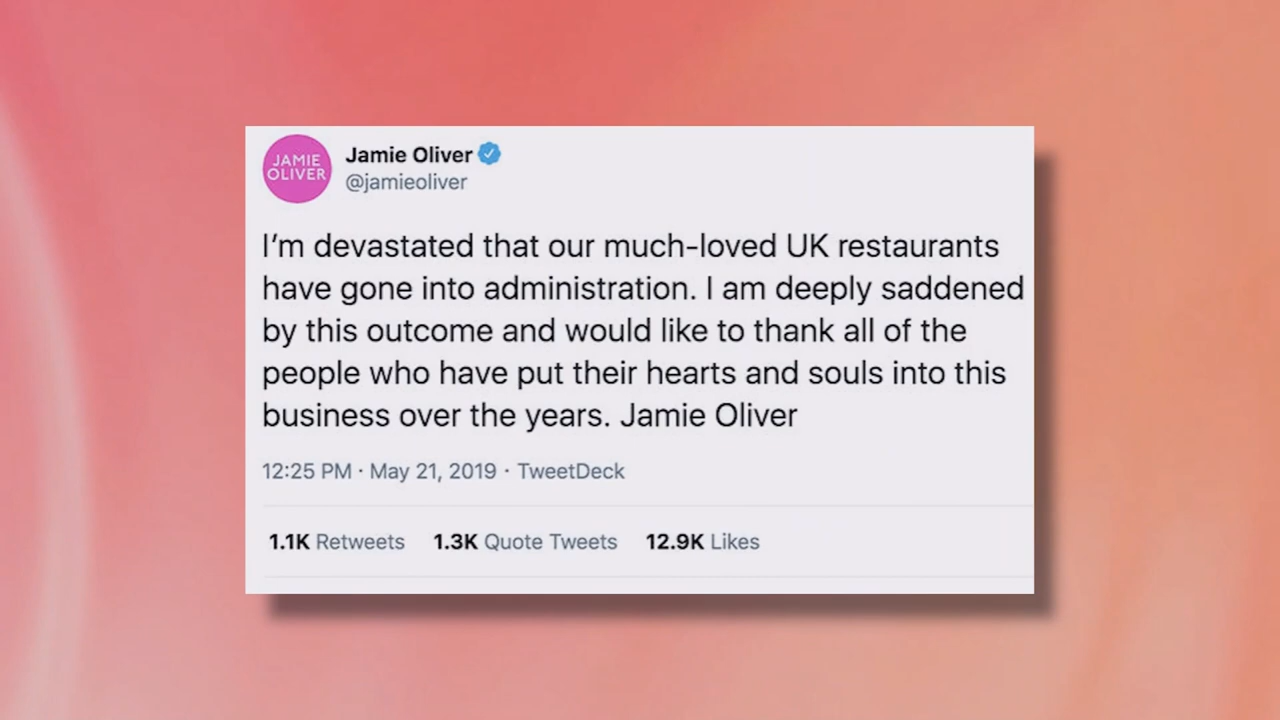 JAMIE
OLIVER
Jamie Oliver
@jamieoliver
I’m devastated that our much-loved UK restaurants
have gone into administration. I am deeply saddened
by this outcome and would like to thank all of the
people who have put their hearts and souls into this
business over the years. Jamie Oliver
12:25 PM · May 21, 2019 · TweetDeck
1.1K Retweets 1.3K Quote Tweets 12.9K Likes